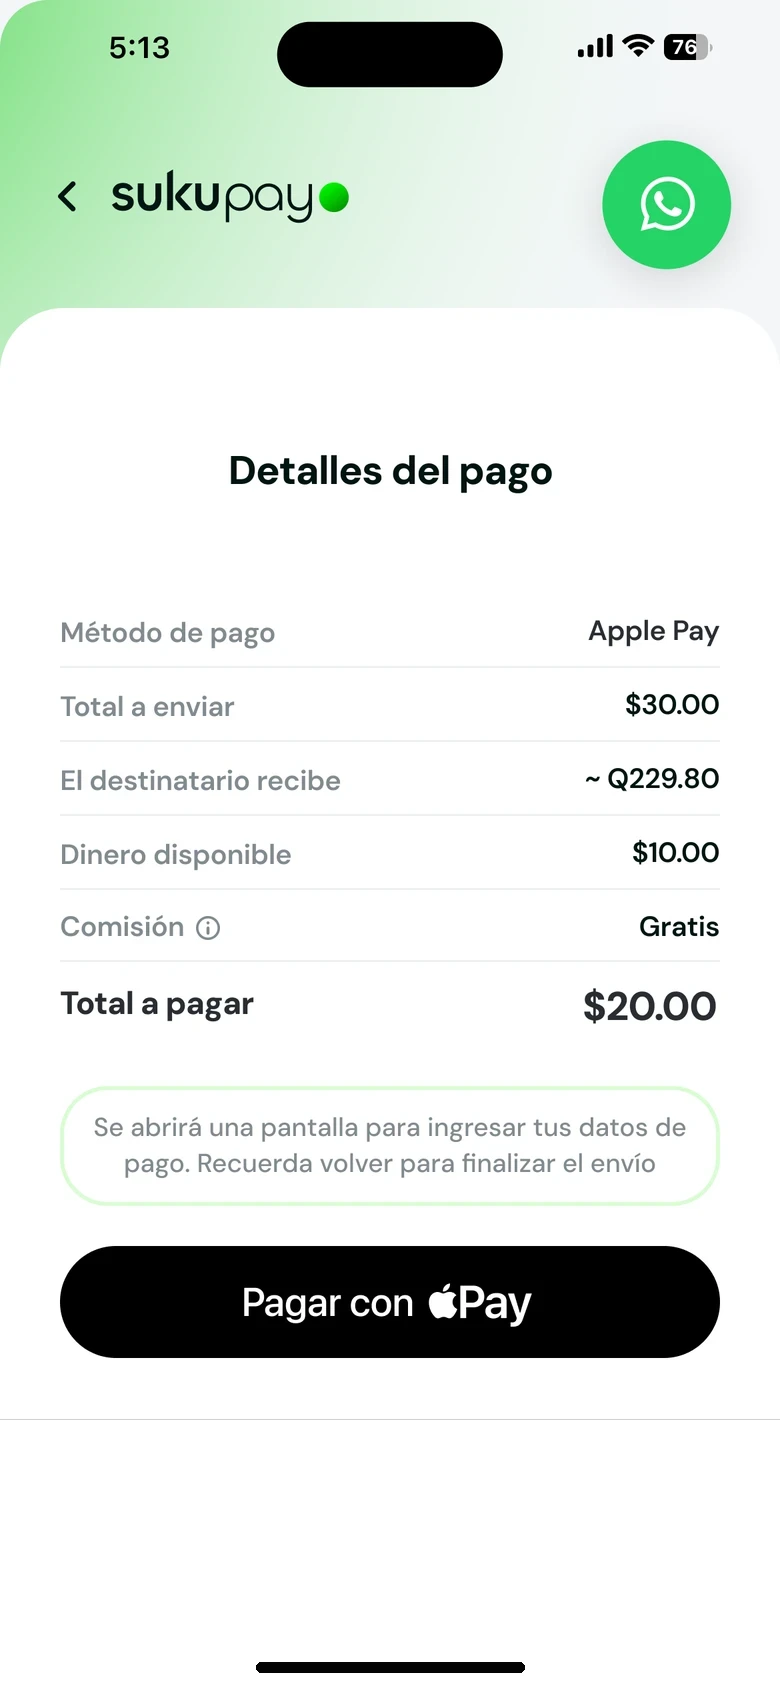 5:13
76
sukupay
Detalles del pago
Método de pago Apple Pay
Total a enviar $30.00
El destinatario recibe ~ Q229.80
Dinero disponible $10.00
Comisión Gratis
Total a pagar $20.00
Se abrirá una pantalla para ingresar tus datos de
pago. Recuerda volver para finalizar el envío
Pagar con Pay